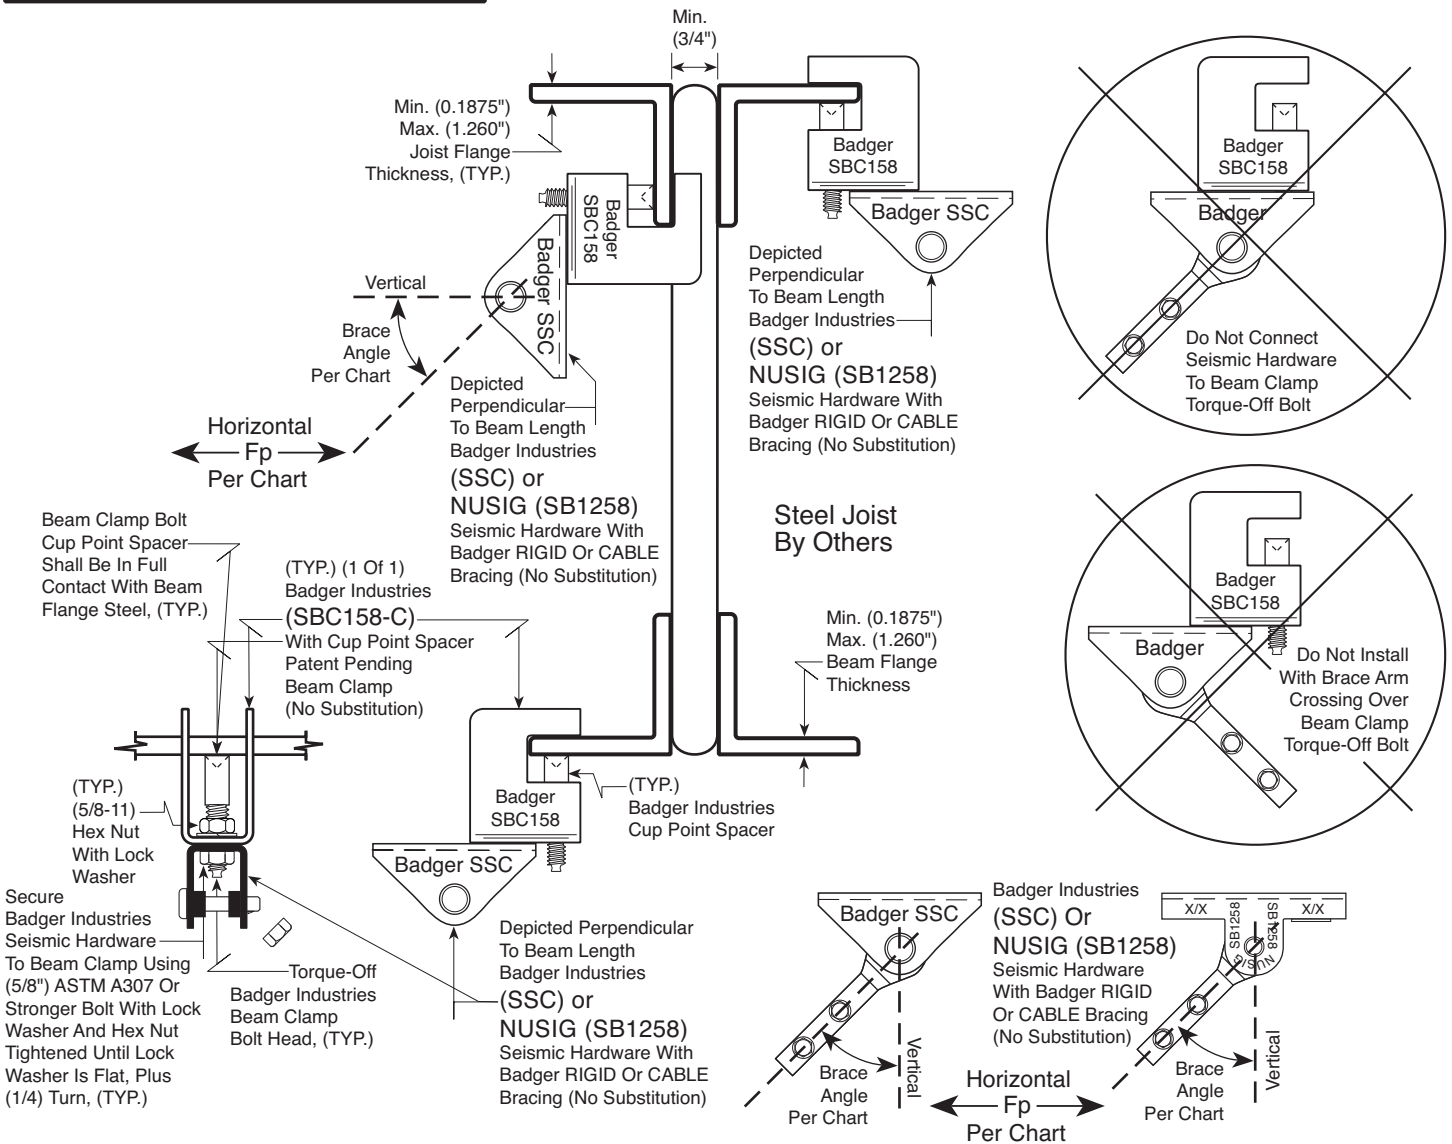 Min.
(3/4")
Min. (0.1875")
Max. (1.260")
Joist Flange
Thickness, (TYP.)
Badger
SBC158
Badger SSC
Badger
SBC158
Badger SSC
Vertical
Brace
Angle
Per Chart
Horizontal
Fp
Per Chart
Depicted
Perpendicular
To Beam Length
Badger Industries
(SSC) or
NUSIG (SB1258)
Seismic Hardware With
Badger RIGID Or CABLE
Bracing (No Substitution)
Depicted
Perpendicular
To Beam Length
Badger Industries
(SSC) or
NUSIG (SB1258)
Seismic Hardware With
Badger RIGID Or CABLE
Bracing (No Substitution)
Badger
SBC158
Badger
Do Not Connect
Seismic Hardware
To Beam Clamp
Torque-Off Bolt
Steel Joist
By Others
Badger
SBC158
Badger
Do Not Install
With Brace Arm
Crossing Over
Beam Clamp
Torque-Off Bolt
Beam Clamp Bolt
Cup Point Spacer
Shall Be In Full
Contact With Beam
Flange Steel, (TYP.)
(TYP.) (1 Of 1)
Badger Industries
(SBC158-C)
With Cup Point Spacer
Patent Pending
Beam Clamp
(No Substitution)
Min. (0.1875")
Max. (1.260")
Beam Flange
Thickness
(TYP.)
(5/8-11)
Hex Nut
With Lock
Washer
Badger
SBC158
Badger SSC
(TYP.)
Badger Industries
Cup Point Spacer
Secure
Badger Industries
Seismic Hardware
To Beam Clamp Using
(5/8") ASTM A307 Or
Stronger Bolt With Lock
Washer And Hex Nut
Tightened Until Lock
Washer Is Flat, Plus
(1/4) Turn, (TYP.)
Torque-Off
Badger Industries
Beam Clamp
Bolt Head, (TYP.)
Depicted Perpendicular
To Beam Length
Badger Industries
(SSC) or
NUSIG (SB1258)
Seismic Hardware With
Badger RIGID Or CABLE
Bracing (No Substitution)
Badger SSC
Vertical
Brace
Angle
Per Chart
Badger Industries
(SSC) Or
NUSIG (SB1258)
Seismic Hardware
With Badger RIGID
Or CABLE Bracing
(No Substitution)
Horizontal
Fp
Per Chart
X/X
SB1258
SB1258
X/X
NUSIG
Vertical
Brace
Angle
Per Chart